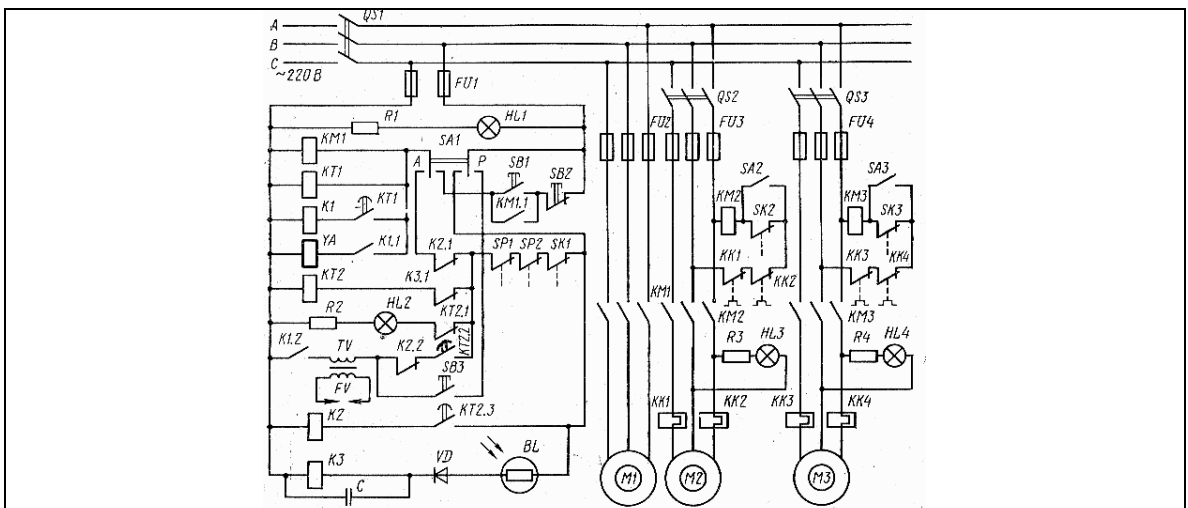 A
QS1
B
C
~220 В
FU1
R1
HL1
KM1
SA1
A
P
SB1
SB2
KT1
KM1.1
K1
KT1
YA
K1.1
K2.1
SP1
SP2
SK1
KT2
K3.1
R2
HL2
KT2.1
KT2.2
K1.2
TV
K2.2
FV
SB3
K2
KT2.3
K3
VD
BL
C
QS2
QS3
FU2
FU3
FU4
SA2
SA3
KM2
SK2
KM3
SK3
KK1
KK2
KK3
KK4
KM1
KM2
KM3
R3
HL3
R4
HL4
KK1
KK2
KK3
KK4
M1
M2
M3